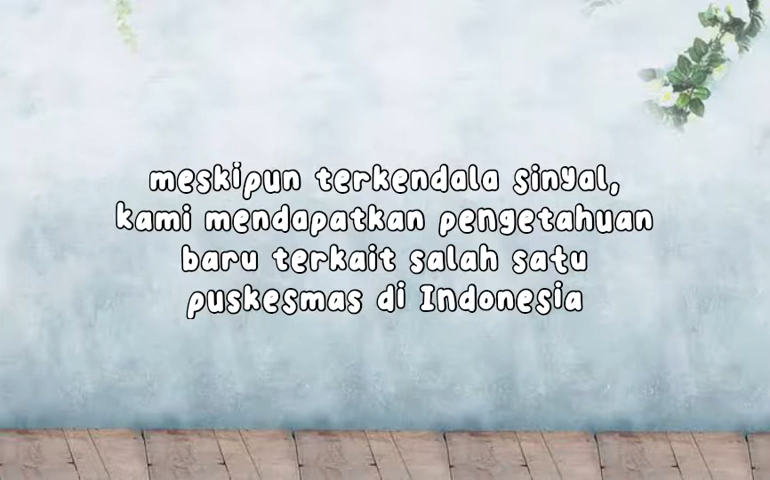 meskipun terkendala sinyal,
kami mendapatkan pengetahuan
baru terkait salah satu
puskesmas di Indonesia